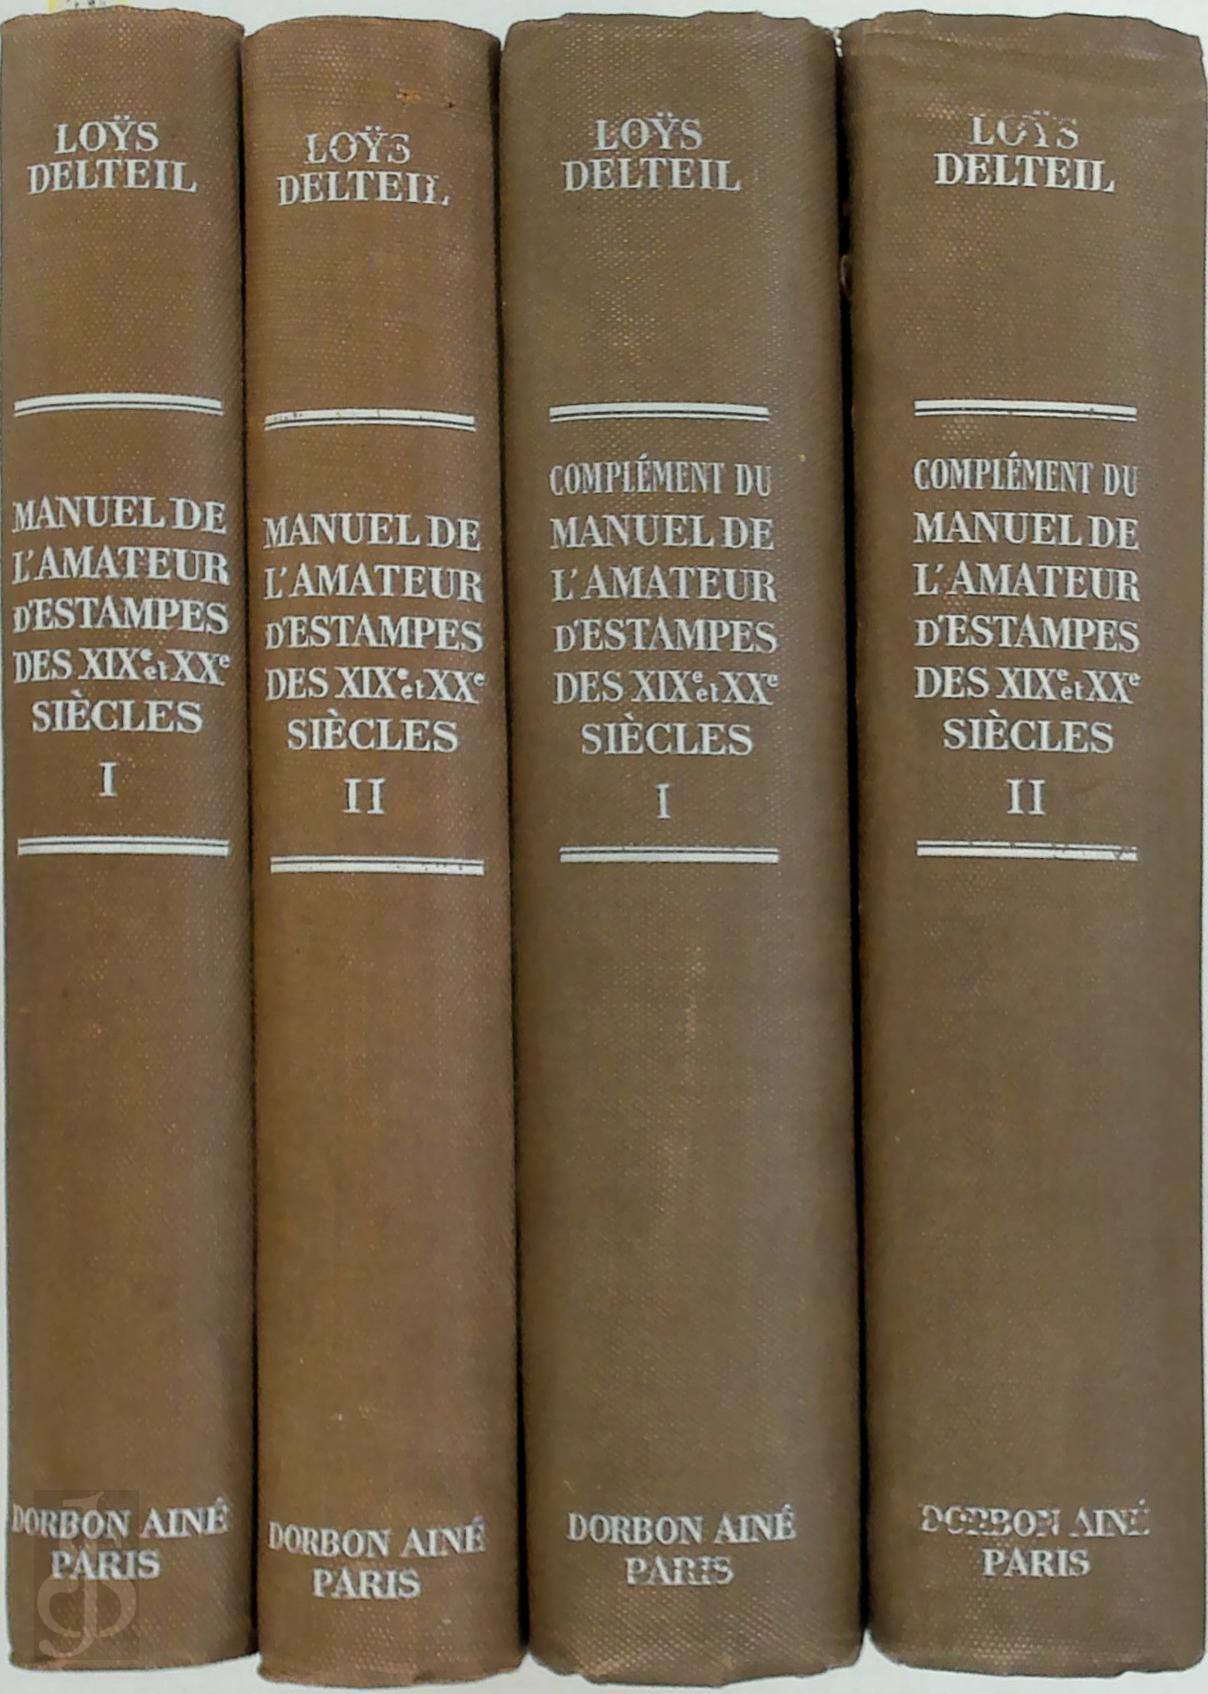 LOŸS
DELTEIL
MANUEL DE
L'AMATEUR
D'ESTAMPES
DES XIXe et XXe
SIÈCLES
I
DORBON AINÉ
PARIS
LOŸS
DELTEIL
MANUEL DE
L'AMATEUR
D'ESTAMPES
DES XIXe et XXe
SIÈCLES
II
DORBON AINÉ
PARIS
LOŸS
DELTEIL
COMPLÉMENT DU
MANUEL DE
L'AMATEUR
D'ESTAMPES
DES XIXe et XXe
SIÈCLES
I
DORBON AINÉ
PARIS
LOŸS
DELTEIL
COMPLÉMENT DU
MANUEL DE
L'AMATEUR
D'ESTAMPES
DES XIXe et XXe
SIÈCLES
II
DORBON AINÉ
PARIS